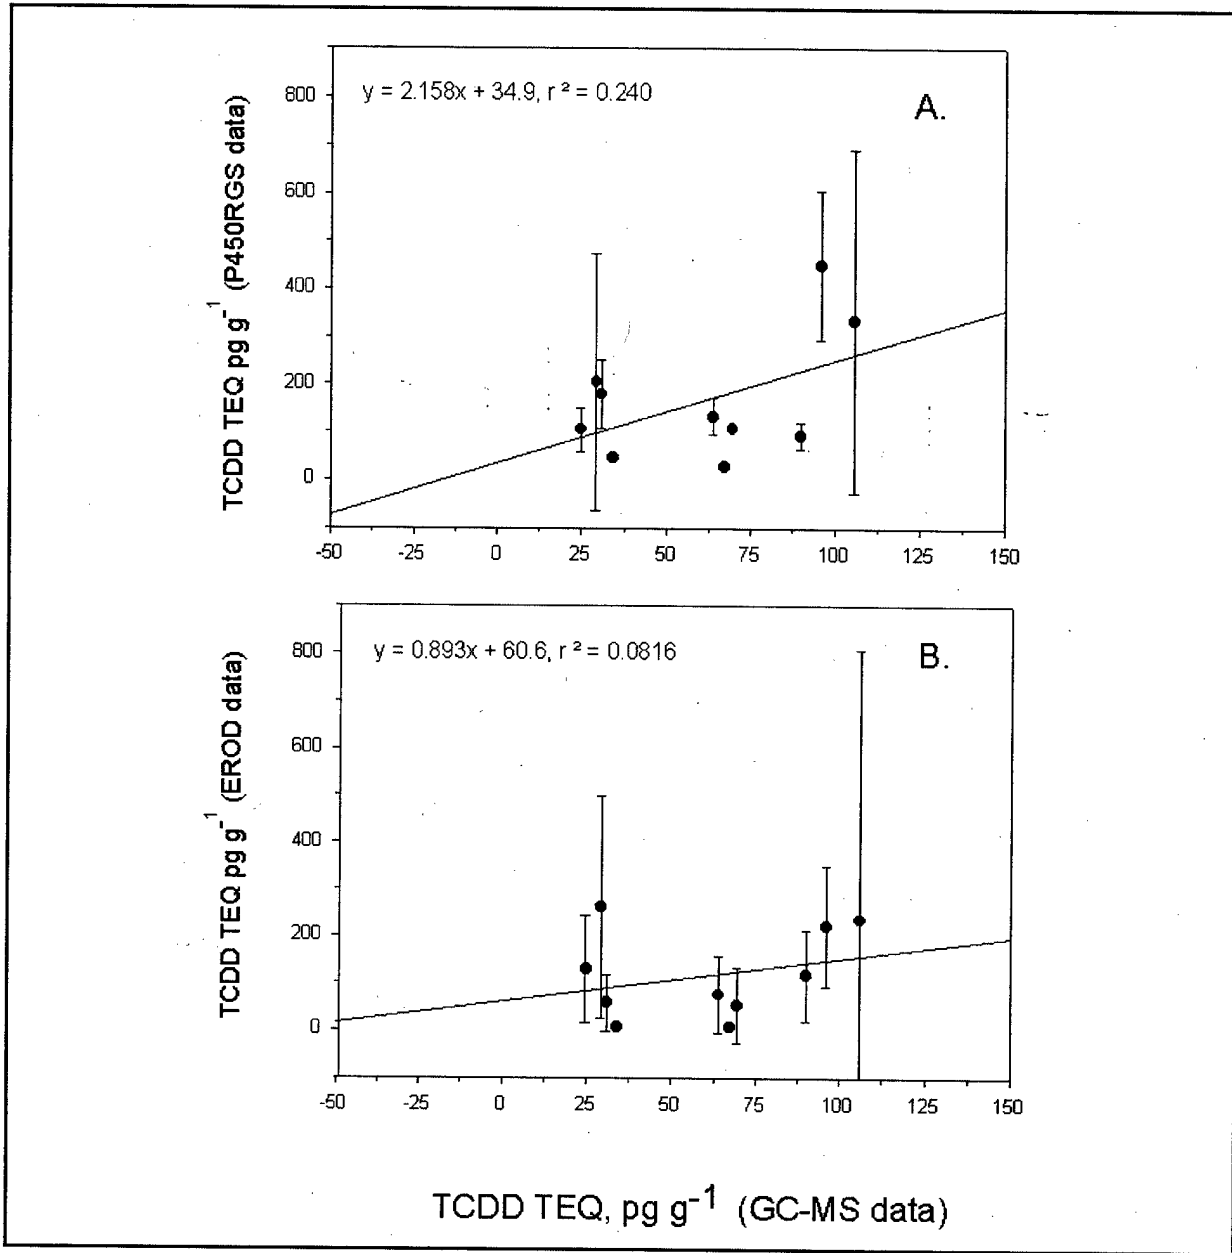 y = 2.158x + 34.9, r ² = 0.240
A.
TCDD TEQ pg g⁻¹ (P450RGS data)
800
600
400
200
0
-50 -25 0 25 50 75 100 125 150
y = 0.893x + 60.6, r ² = 0.0816
B.
TCDD TEQ pg g⁻¹ (EROD data)
800
600
400
200
0
-50 -25 0 25 50 75 100 125 150
TCDD TEQ, pg g⁻¹ (GC-MS data)